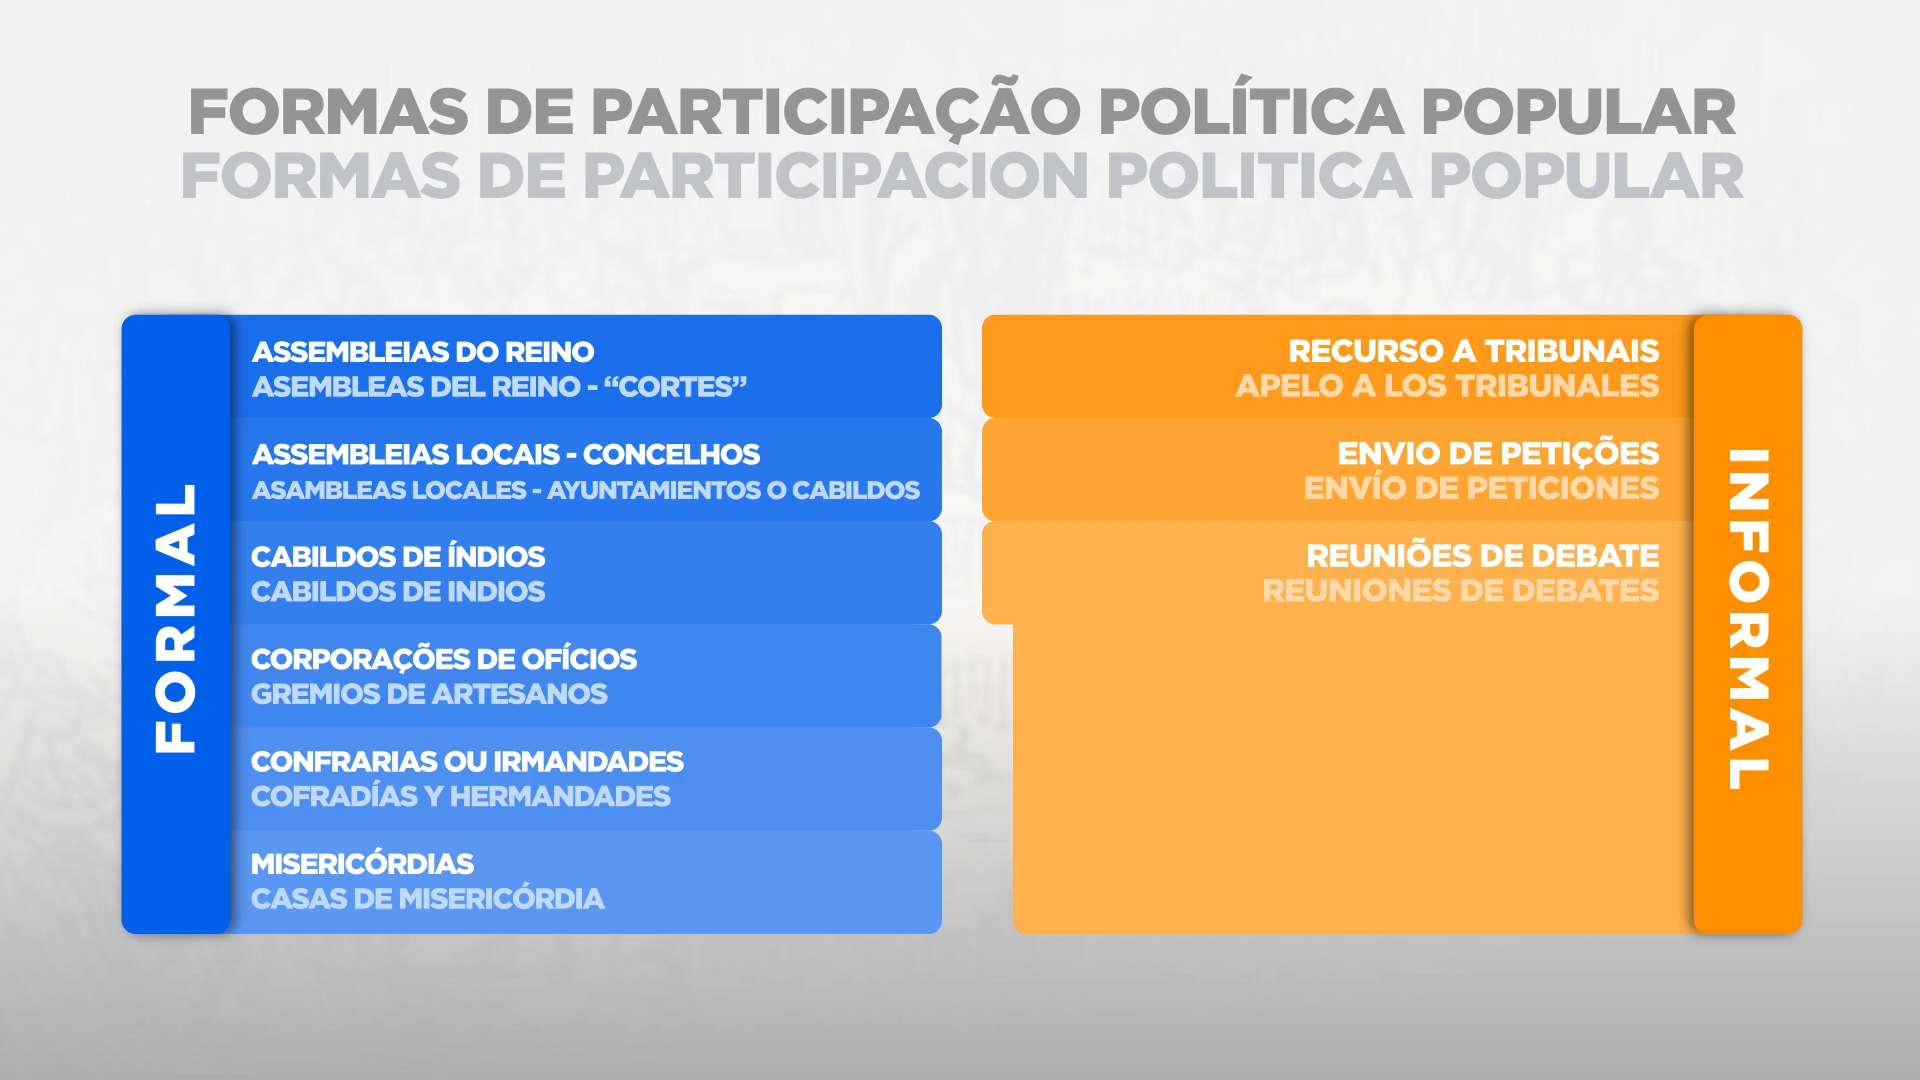 FORMAS DE PARTICIPAÇÃO POLÍTICA POPULAR
FORMAS DE PARTICIPACION POLITICA POPULAR
FORMAL
ASSEMBLEIAS DO REINO
ASEMBLEAS DEL REINO - “CORTES”
ASSEMBLEIAS LOCAIS - CONCELHOS
ASAMBLEAS LOCALES - AYUNTAMIENTOS O CABILDOS
CABILDOS DE ÍNDIOS
CABILDOS DE INDIOS
CORPORAÇÕES DE OFÍCIOS
GREMIOS DE ARTESANOS
CONFRARIAS OU IRMANDADES
COFRADÍAS Y HERMANDADES
MISERICÓRDIAS
CASAS DE MISERICÓRDIA
RECURSO A TRIBUNAIS
APELO A LOS TRIBUNALES
ENVIO DE PETIÇÕES
ENVÍO DE PETICIONES
REUNIÕES DE DEBATE
REUNIONES DE DEBATES
INFORMAL